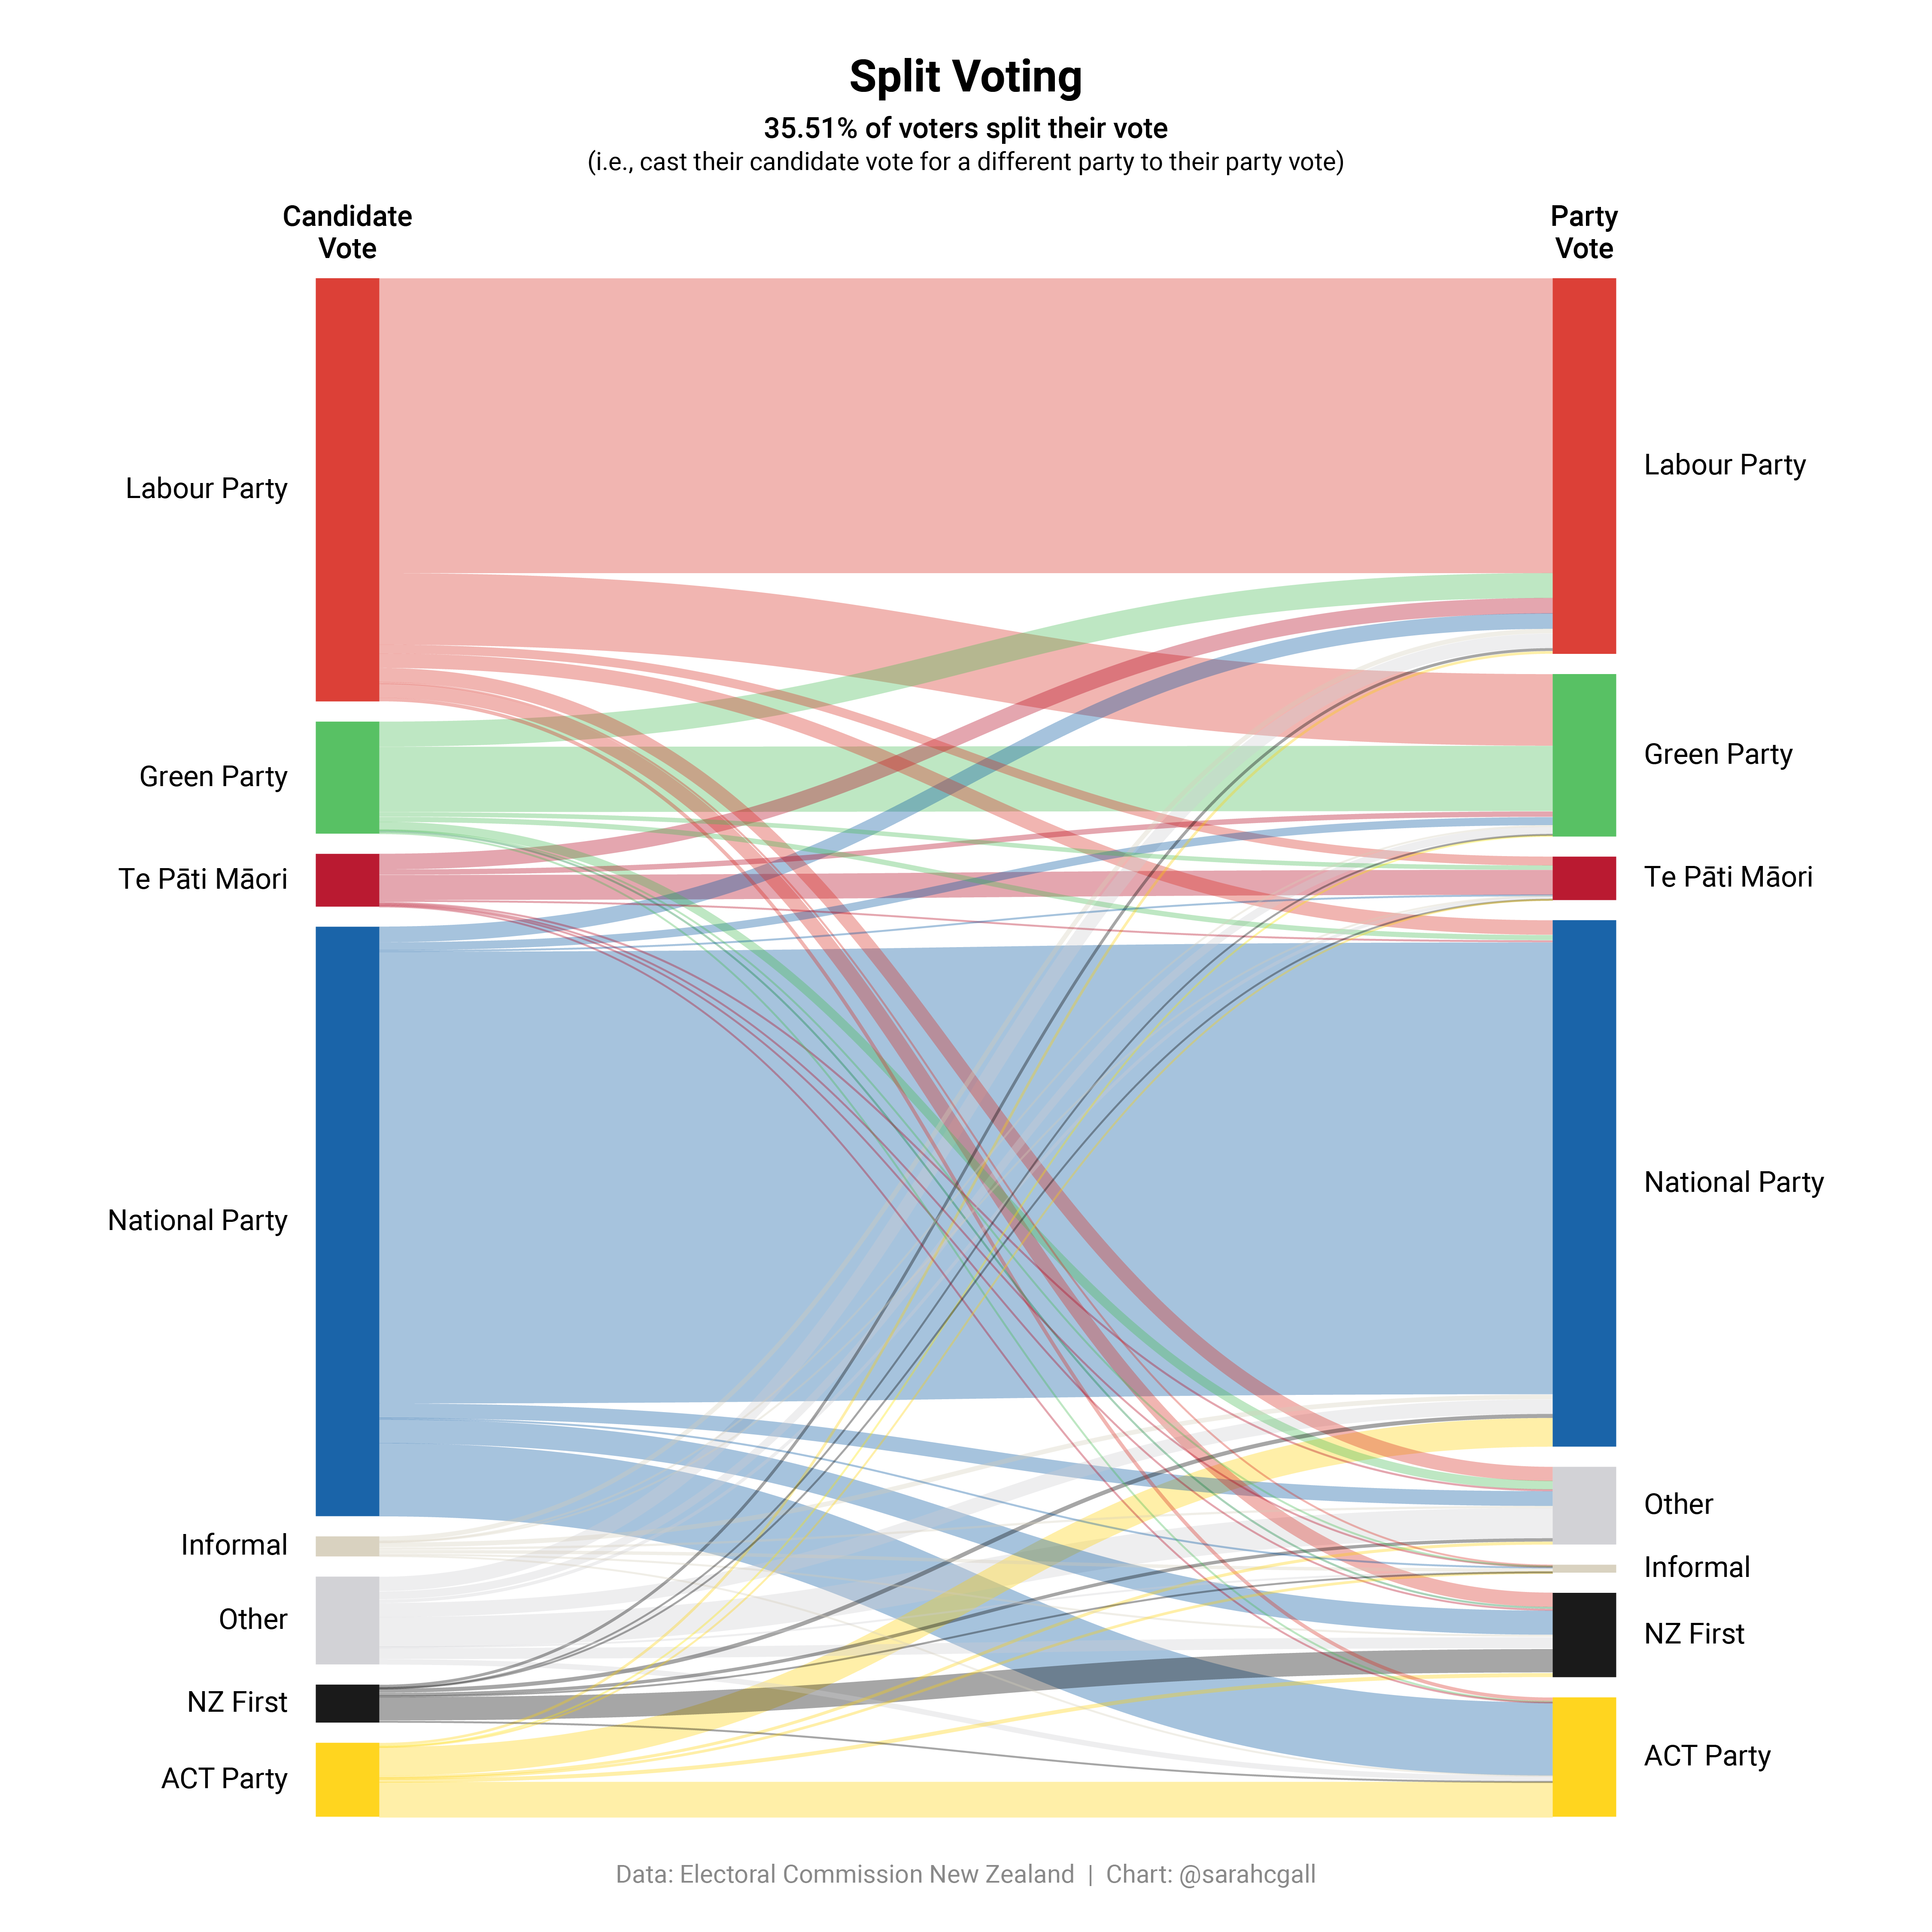 Split Voting
35.51% of voters split their vote
(i.e., cast their candidate vote for a different party to their party vote)
Candidate
Vote
Party
Vote
Labour Party
Green Party
Te Pāti Māori
National Party
Informal
Other
NZ First
ACT Party
Labour Party
Green Party
Te Pāti Māori
National Party
Other
Informal
NZ First
ACT Party
Data: Electoral Commission New Zealand | Chart: @sarahcgall